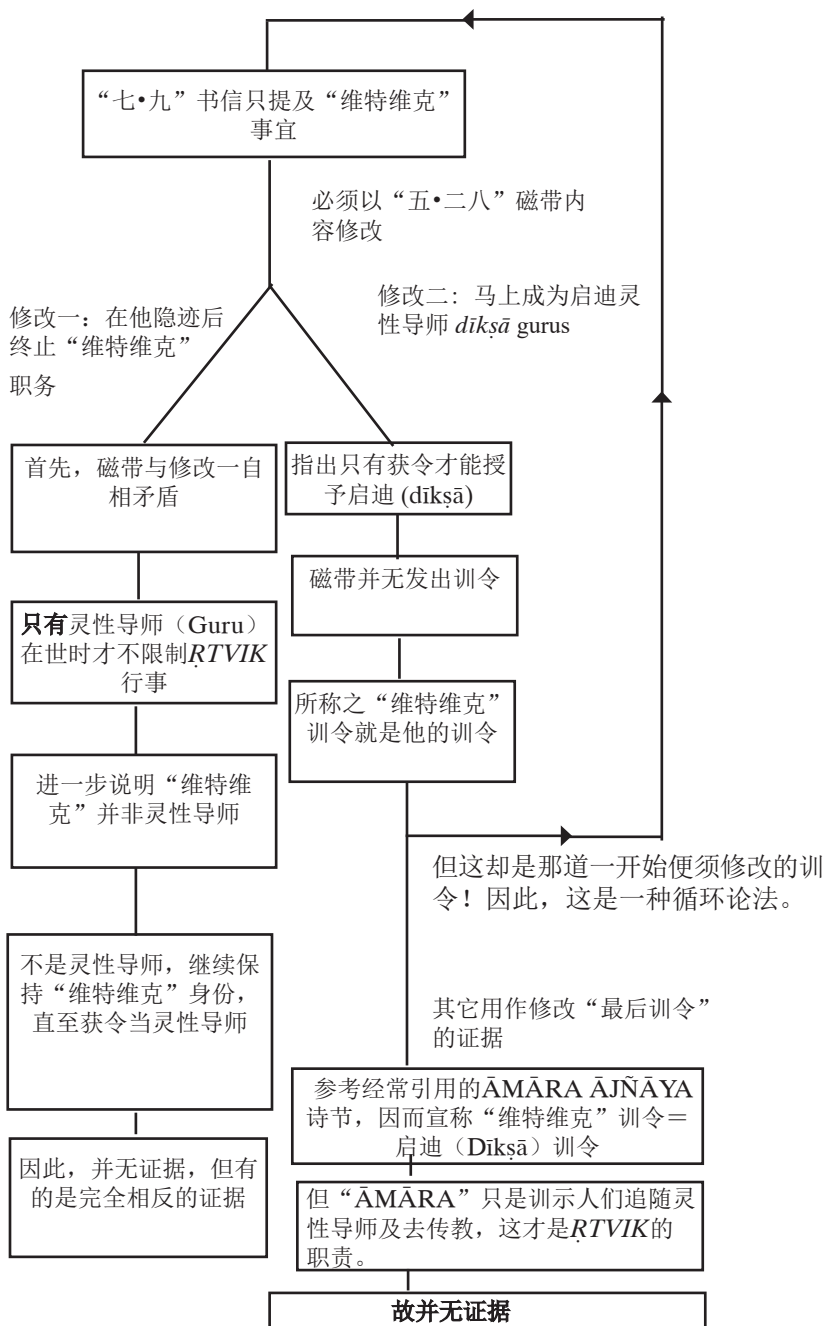 “七•九”书信只提及“维特维克”
事宜
必须以“五•二八”磁带内
容修改
修改一：在他隐迹后
终止“维特维克”
职务
修改二：马上成为启迪灵
性导师 dīkṣā gurus
首先，磁带与修改一自
相矛盾
只有灵性导师（Guru）
在世时才不限制ṚTVIK
行事
进一步说明“维特维
克”并非灵性导师
不是灵性导师，继续保
持“维特维克”身份，
直至获令当灵性导师
因此，并无证据，但有
的是完全相反的证据
指出只有获令才能授
予启迪 (dīkṣā)
磁带并无发出训令
所称之“维特维克”
训令就是他的训令
但这却是那道一开始便须修改的训
令！因此，这是一种循环论法。
其它用作修改“最后训令”
的证据
参考经常引用的ĀMĀRA ĀJÑĀYA
诗节，因而宣称“维特维克”训令＝
启迪（Dīkṣā）训令
但“ĀMĀRA”只是训示人们追随灵
性导师及去传教，这才是ṚTVIK的
职责。
故并无证据